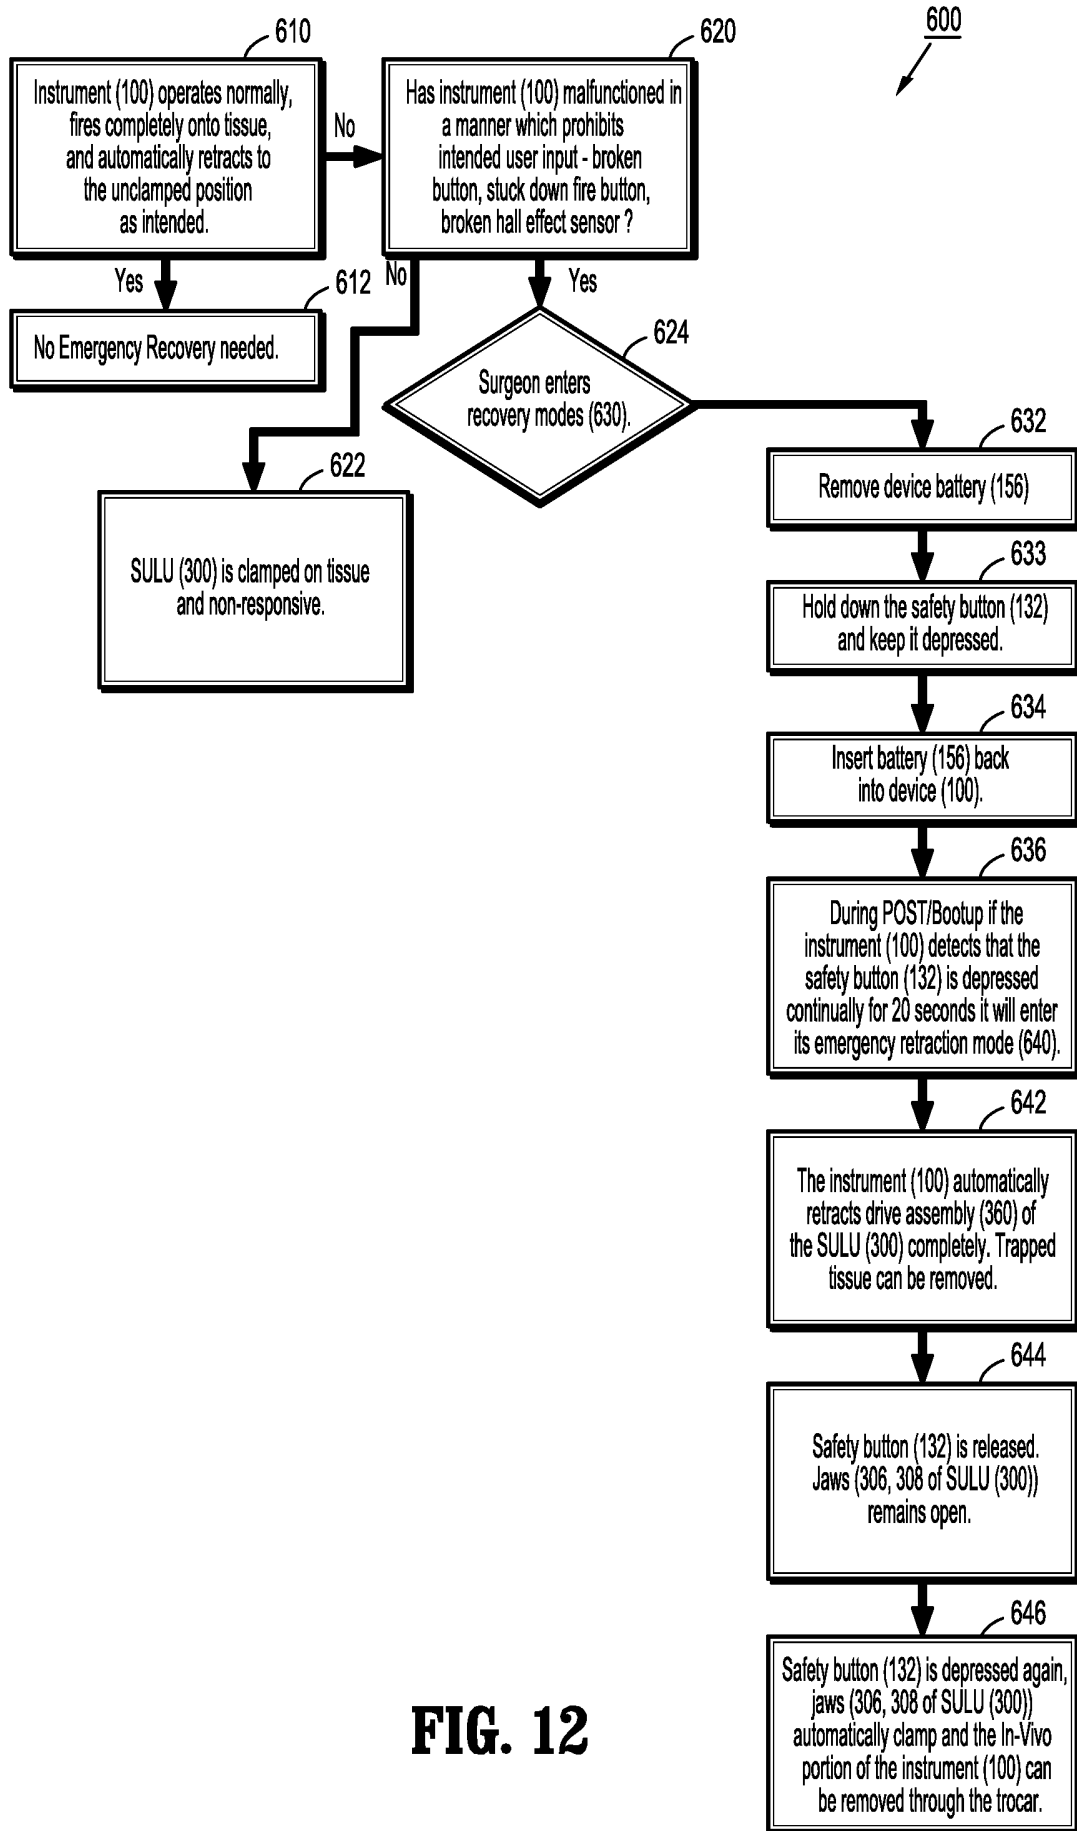 600
610
Instrument (100) operates normally,
fires completely onto tissue,
and automatically retracts to
the unclamped position
as intended.
No
620
Has instrument (100) malfunctioned in
a manner which prohibits
intended user input - broken
button, stuck down fire button,
broken hall effect sensor ?
Yes
612
No Emergency Recovery needed.
No
Yes
624
Surgeon enters
recovery modes (630).
622
SULU (300) is clamped on tissue
and non-responsive.
632
Remove device battery (156)
633
Hold down the safety button (132)
and keep it depressed.
634
Insert battery (156) back
into device (100).
636
During POST/Bootup if the
instrument (100) detects that the
safety button (132) is depressed
continually for 20 seconds it will enter
its emergency retraction mode (640).
642
The instrument (100) automatically
retracts drive assembly (360) of
the SULU (300) completely. Trapped
tissue can be removed.
644
Safety button (132) is released.
Jaws (306, 308 of SULU (300))
remains open.
646
Safety button (132) is depressed again,
jaws (306, 308 of SULU (300))
automatically clamp and the In-Vivo
portion of the instrument (100) can
be removed through the trocar.
FIG. 12